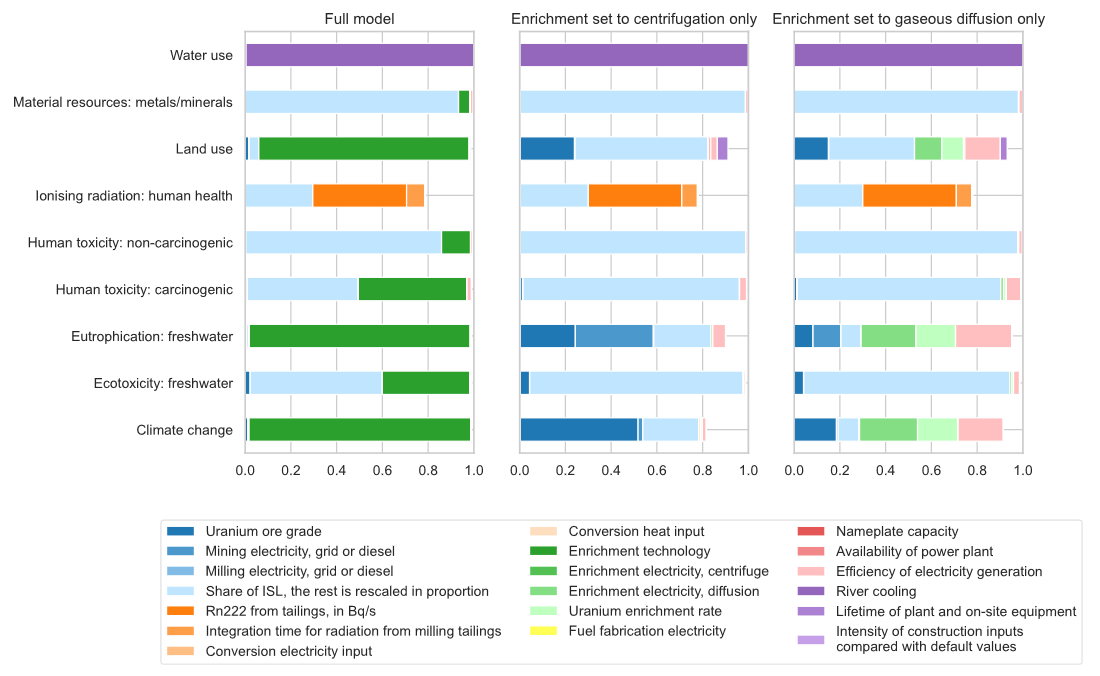 Full model
Enrichment set to centrifugation only
Enrichment set to gaseous diffusion only
Water use
Material resources: metals/minerals
Land use
Ionising radiation: human health
Human toxicity: non-carcinogenic
Human toxicity: carcinogenic
Eutrophication: freshwater
Ecotoxicity: freshwater
Climate change
0.0 0.2 0.4 0.6 0.8 1.0
0.0 0.2 0.4 0.6 0.8 1.0
0.0 0.2 0.4 0.6 0.8 1.0
Uranium ore grade
Mining electricity, grid or diesel
Milling electricity, grid or diesel
Share of ISL, the rest is rescaled in proportion
Rn222 from tailings, in Bq/s
Integration time for radiation from milling tailings
Conversion electricity input
Conversion heat input
Enrichment technology
Enrichment electricity, centrifuge
Enrichment electricity, diffusion
Uranium enrichment rate
Fuel fabrication electricity
Nameplate capacity
Availability of power plant
Efficiency of electricity generation
River cooling
Lifetime of plant and on-site equipment
Intensity of construction inputs
compared with default values